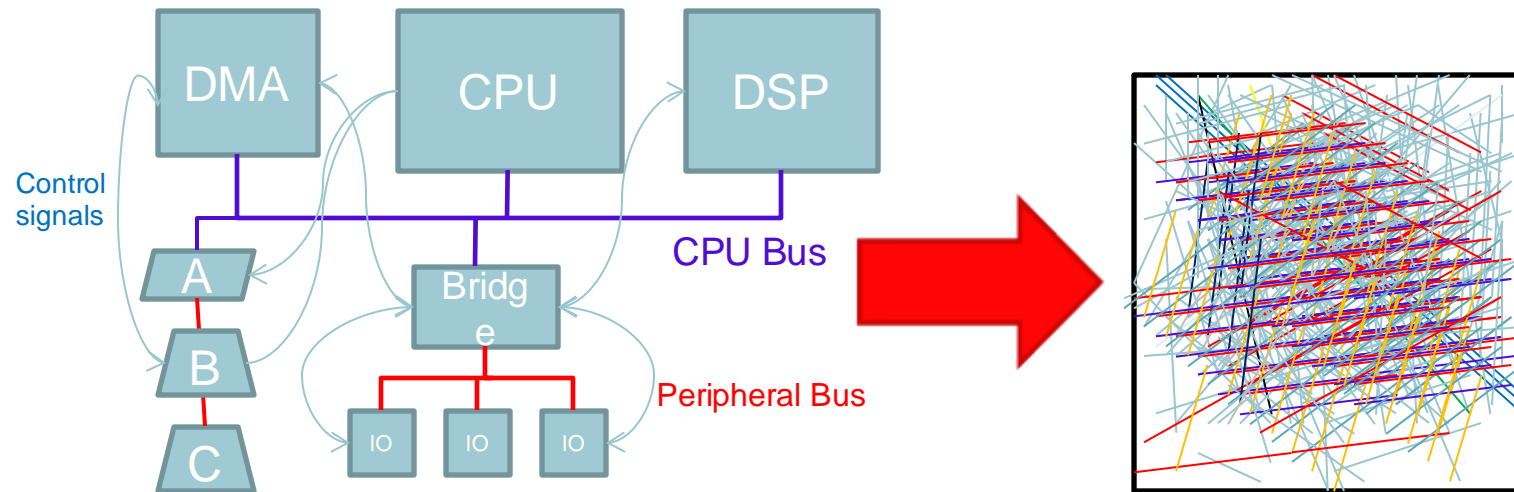 DMA
CPU
DSP
Control
signals
CPU Bus
A
Bridg
e
B
Peripheral Bus
IO
IO
IO
C